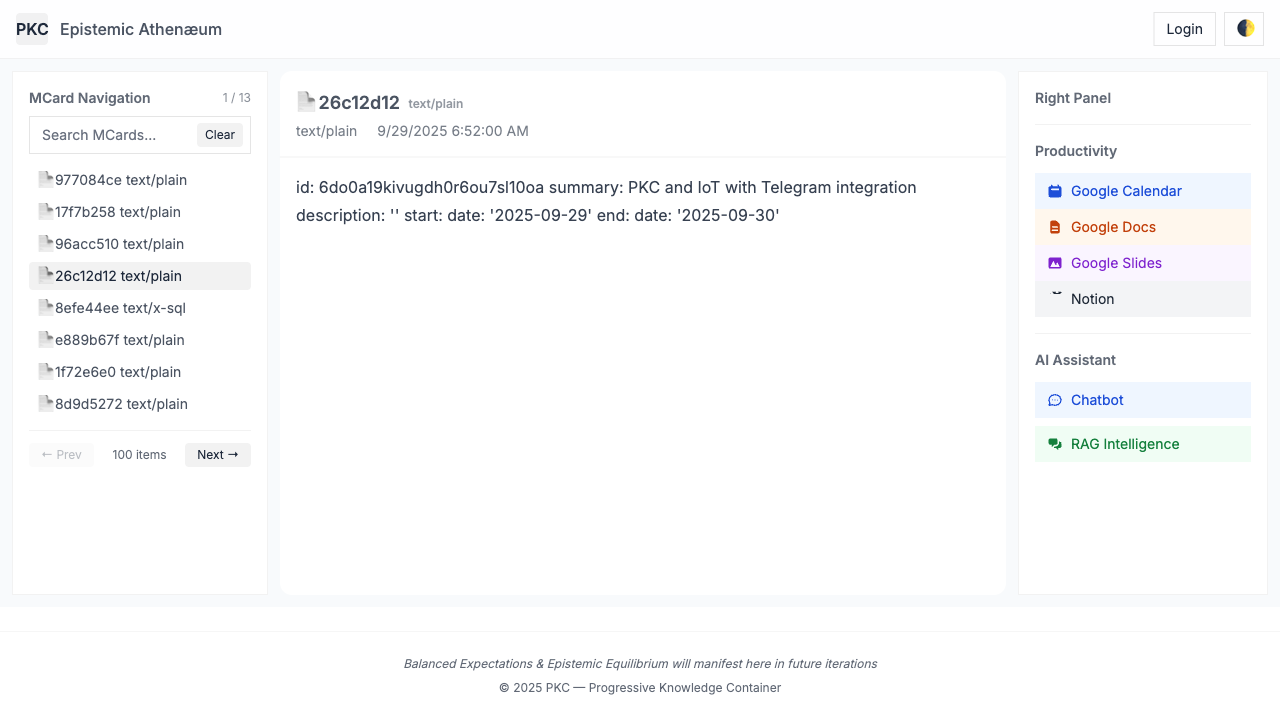 PKC Epistemic Athenæum
Login
MCard Navigation 1 / 13
Search MCards...
Clear
977084ce text/plain
17f7b258 text/plain
96acc510 text/plain
26c12d12 text/plain
8efe44ee text/x-sql
e889b67f text/plain
1f72e6e0 text/plain
8d9d5272 text/plain
← Prev 100 items Next →
26c12d12 text/plain
text/plain 9/29/2025 6:52:00 AM
id: 6do0a19kivugdh0r6ou7sl10oa summary: PKC and IoT with Telegram integration
description: '' start: date: '2025-09-29' end: date: '2025-09-30'
Right Panel
Productivity
Google Calendar
Google Docs
Google Slides
Notion
AI Assistant
Chatbot
RAG Intelligence
Balanced Expectations & Epistemic Equilibrium will manifest here in future iterations
© 2025 PKC — Progressive Knowledge Container